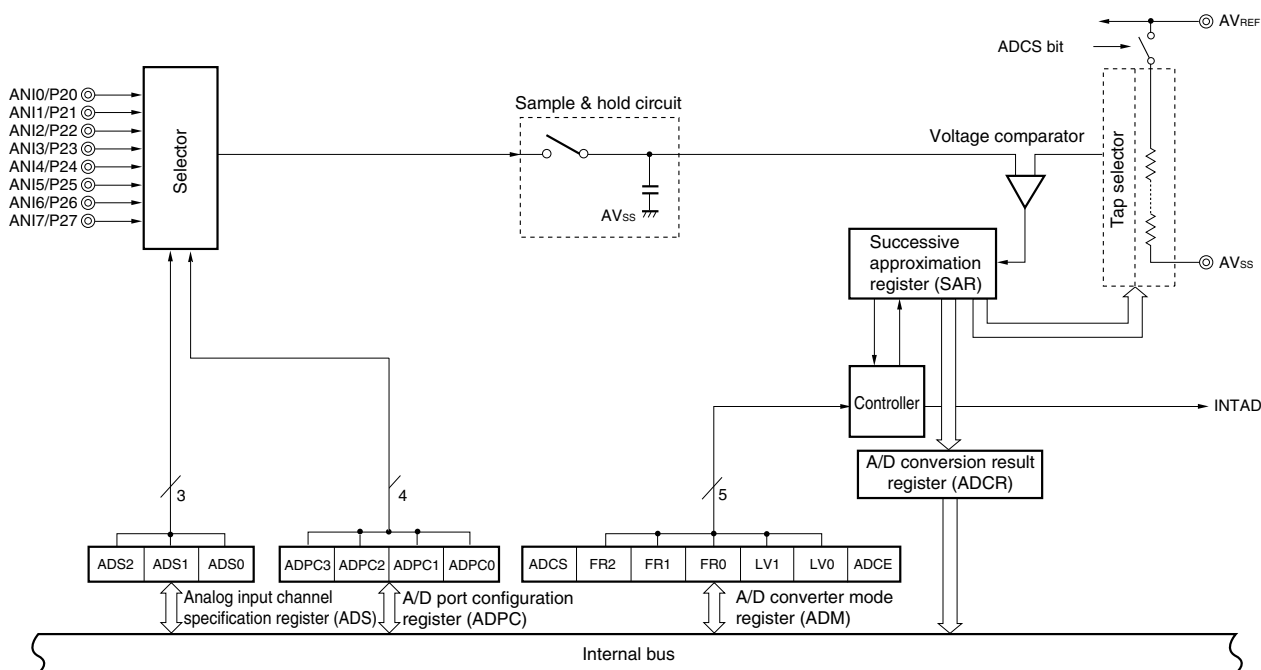 AVREF
ADCS bit
ANI0/P20
ANI1/P21
ANI2/P22
ANI3/P23
ANI4/P24
ANI5/P25
ANI6/P26
ANI7/P27
Selector
Sample & hold circuit
AVSS
Voltage comparator
Tap selector
AVSS
Successive
approximation
register (SAR)
Controller
INTAD
A/D conversion result
register (ADCR)
3
4
5
ADS2 ADS1 ADS0
ADPC3 ADPC2 ADPC1 ADPC0
ADCS FR2 FR1 FR0 LV1 LV0 ADCE
Analog input channel
specification register (ADS)
A/D port configuration
register (ADPC)
A/D converter mode
register (ADM)
Internal bus